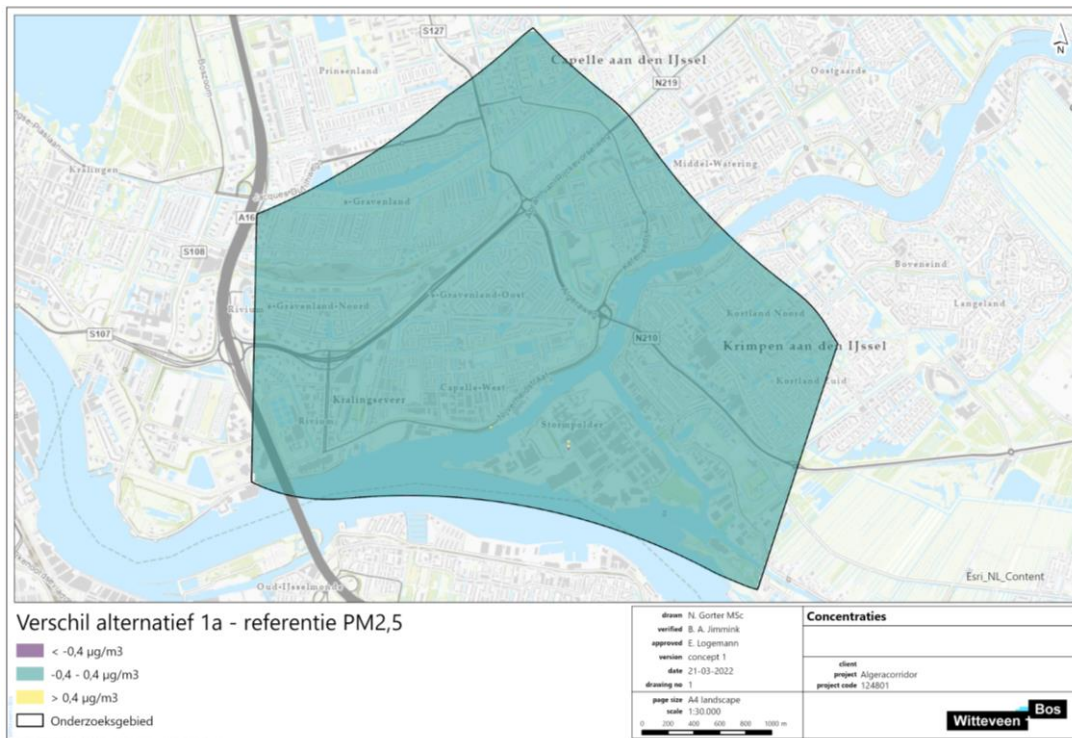 S127
Capelle aan den IJssel
N
Prinsenland
Oostgaarde
N219
Kralingen
Middel-Watering
s-Gravenland
A16
S108
Boveneind
s-Gravenland-Oost
Rivium
s-Gravenland-Noord
Langeland
Kortland Noord
S107
N210
Krimpen aan den IJssel
Kortland Zuid
Capelle-West
Kralingseveer
Rivium
Stormpolder
Oud-IJsselmonde
Esri_NL_Content
Verschil alternatief 1a - referentie PM2,5
< -0,4 µg/m3
-0,4 - 0,4 µg/m3
> 0,4 µg/m3
Onderzoeksgebied
drawn N. Gorter MSc
verified B. A. Jimmink
approved E. Logemann
version concept 1
date 21-03-2022
drawing no 1
page size A4 landscape
scale 1:30.000
0 200 400 600 800 1000 m
Concentraties
client
project Algeracorridor
project code 124801
Witteveen + Bos